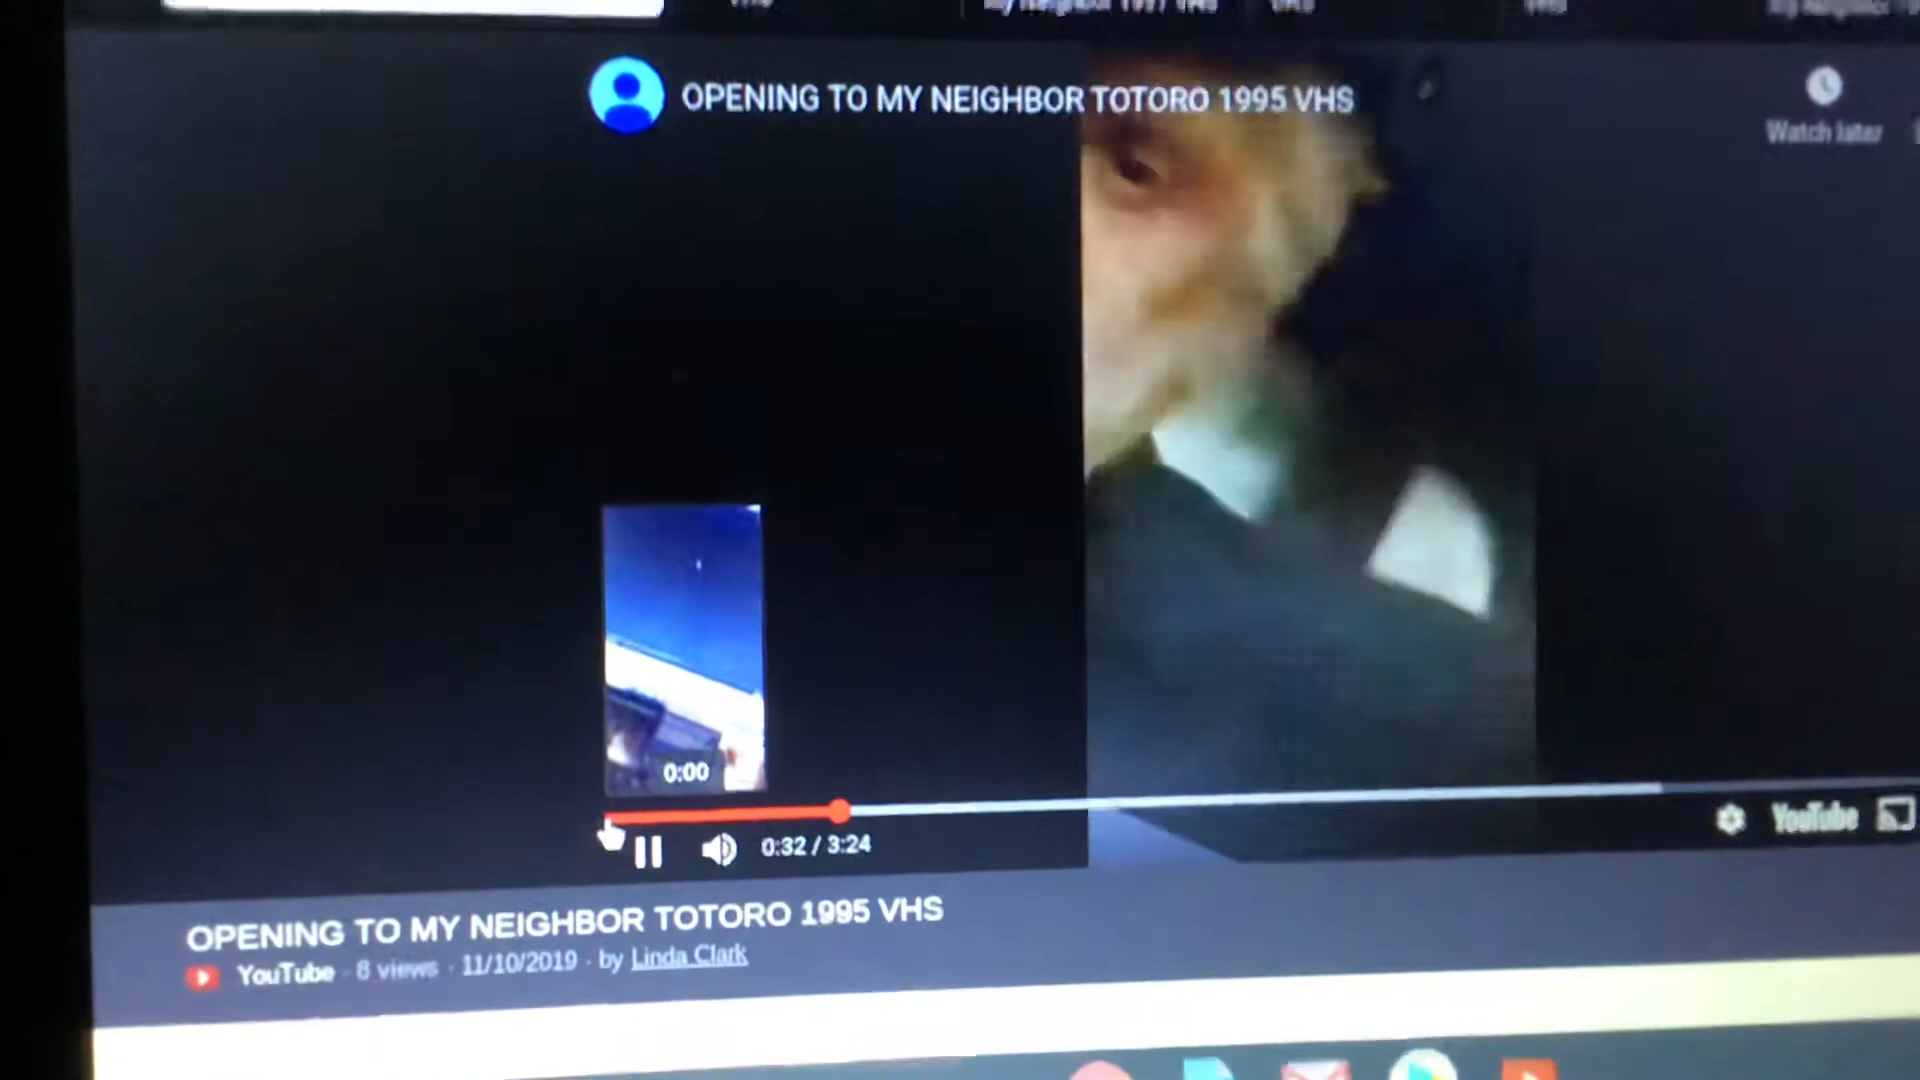 OPENING TO MY NEIGHBOR TOTORO 1995 VHS
Watch later
0:00
0:32 / 3:24
YouTube
OPENING TO MY NEIGHBOR TOTORO 1995 VHS
YouTube · 8 views · 11/10/2019 · by Linda Clark